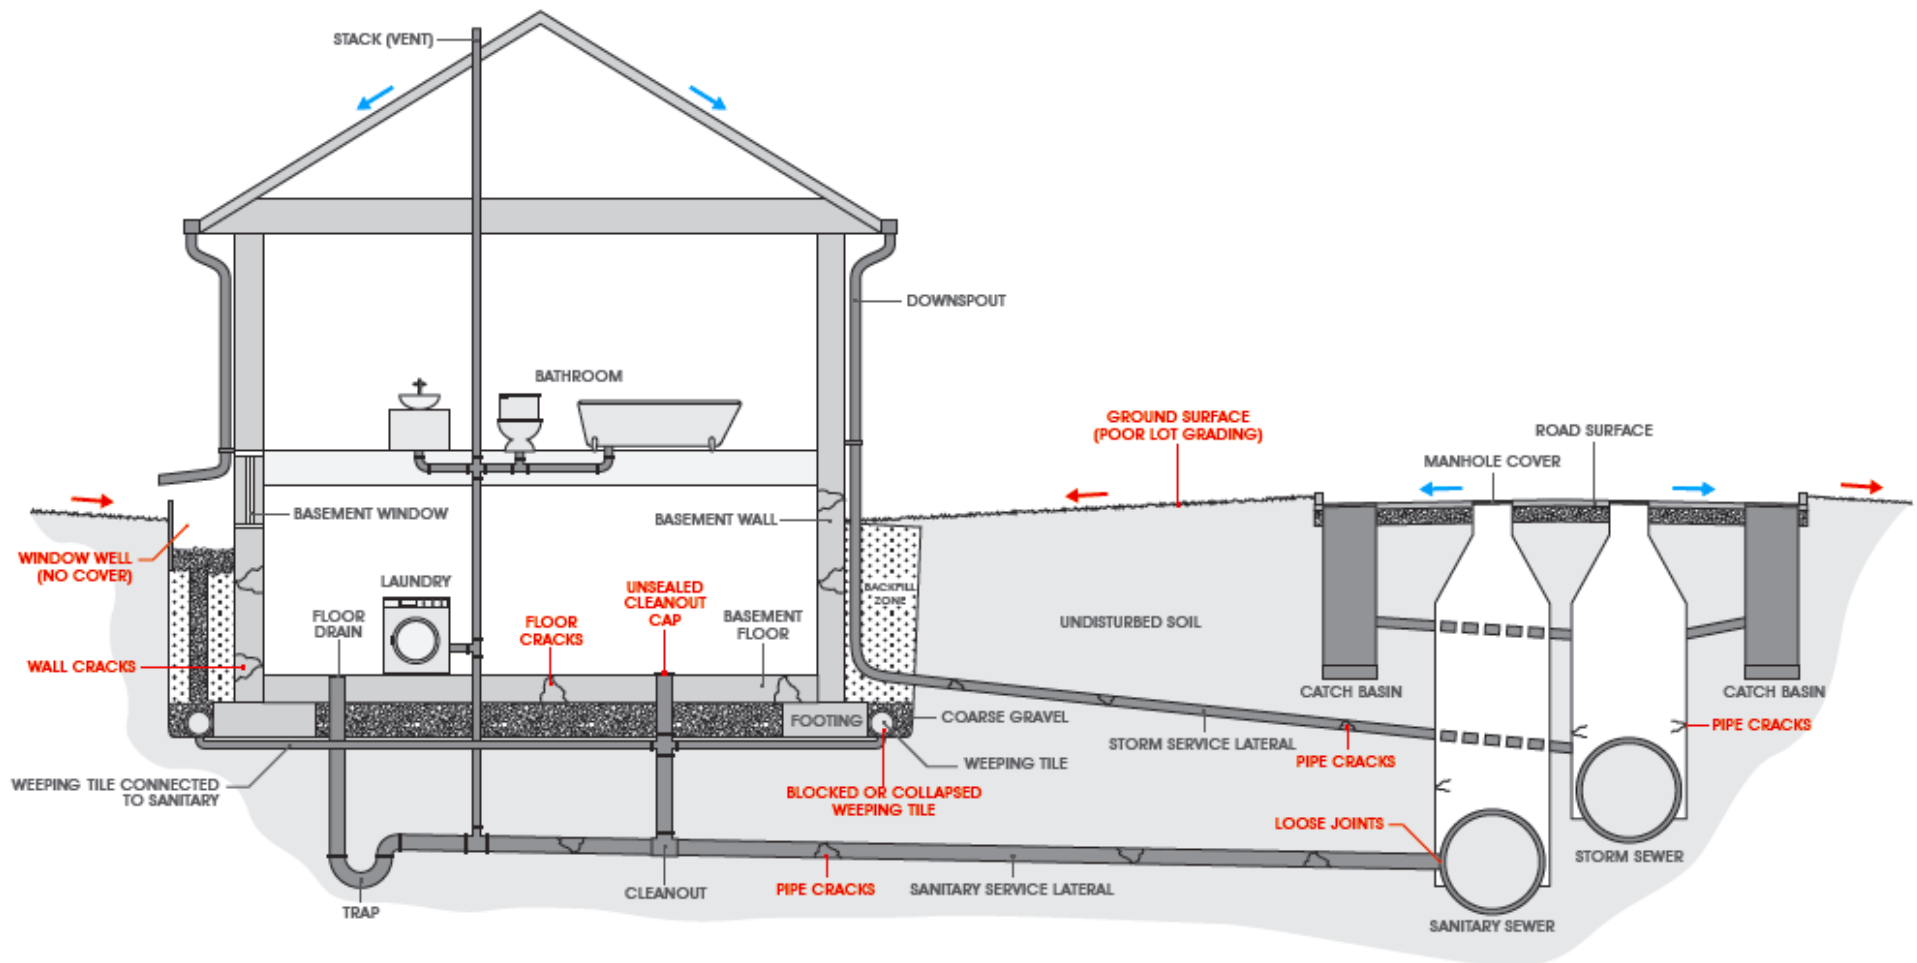 STACK (VENT)
DOWNSPOUT
BATHROOM
GROUND SURFACE
(POOR LOT GRADING)
ROAD SURFACE
MANHOLE COVER
BASEMENT WINDOW
BASEMENT WALL
WINDOW WELL
(NO COVER)
LAUNDRY
UNSEALED
CLEANOUT
CAP
BACKFILL
ZONE
FLOOR
DRAIN
FLOOR
CRACKS
BASEMENT
FLOOR
UNDISTURBED SOIL
WALL CRACKS
CATCH BASIN
CATCH BASIN
FOOTING
COARSE GRAVEL
STORM SERVICE LATERAL
PIPE CRACKS
PIPE CRACKS
WEEPING TILE
WEEPING TILE CONNECTED
TO SANITARY
BLOCKED OR COLLAPSED
WEEPING TILE
LOOSE JOINTS
STORM SEWER
CLEANOUT
PIPE CRACKS
SANITARY SERVICE LATERAL
TRAP
SANITARY SEWER